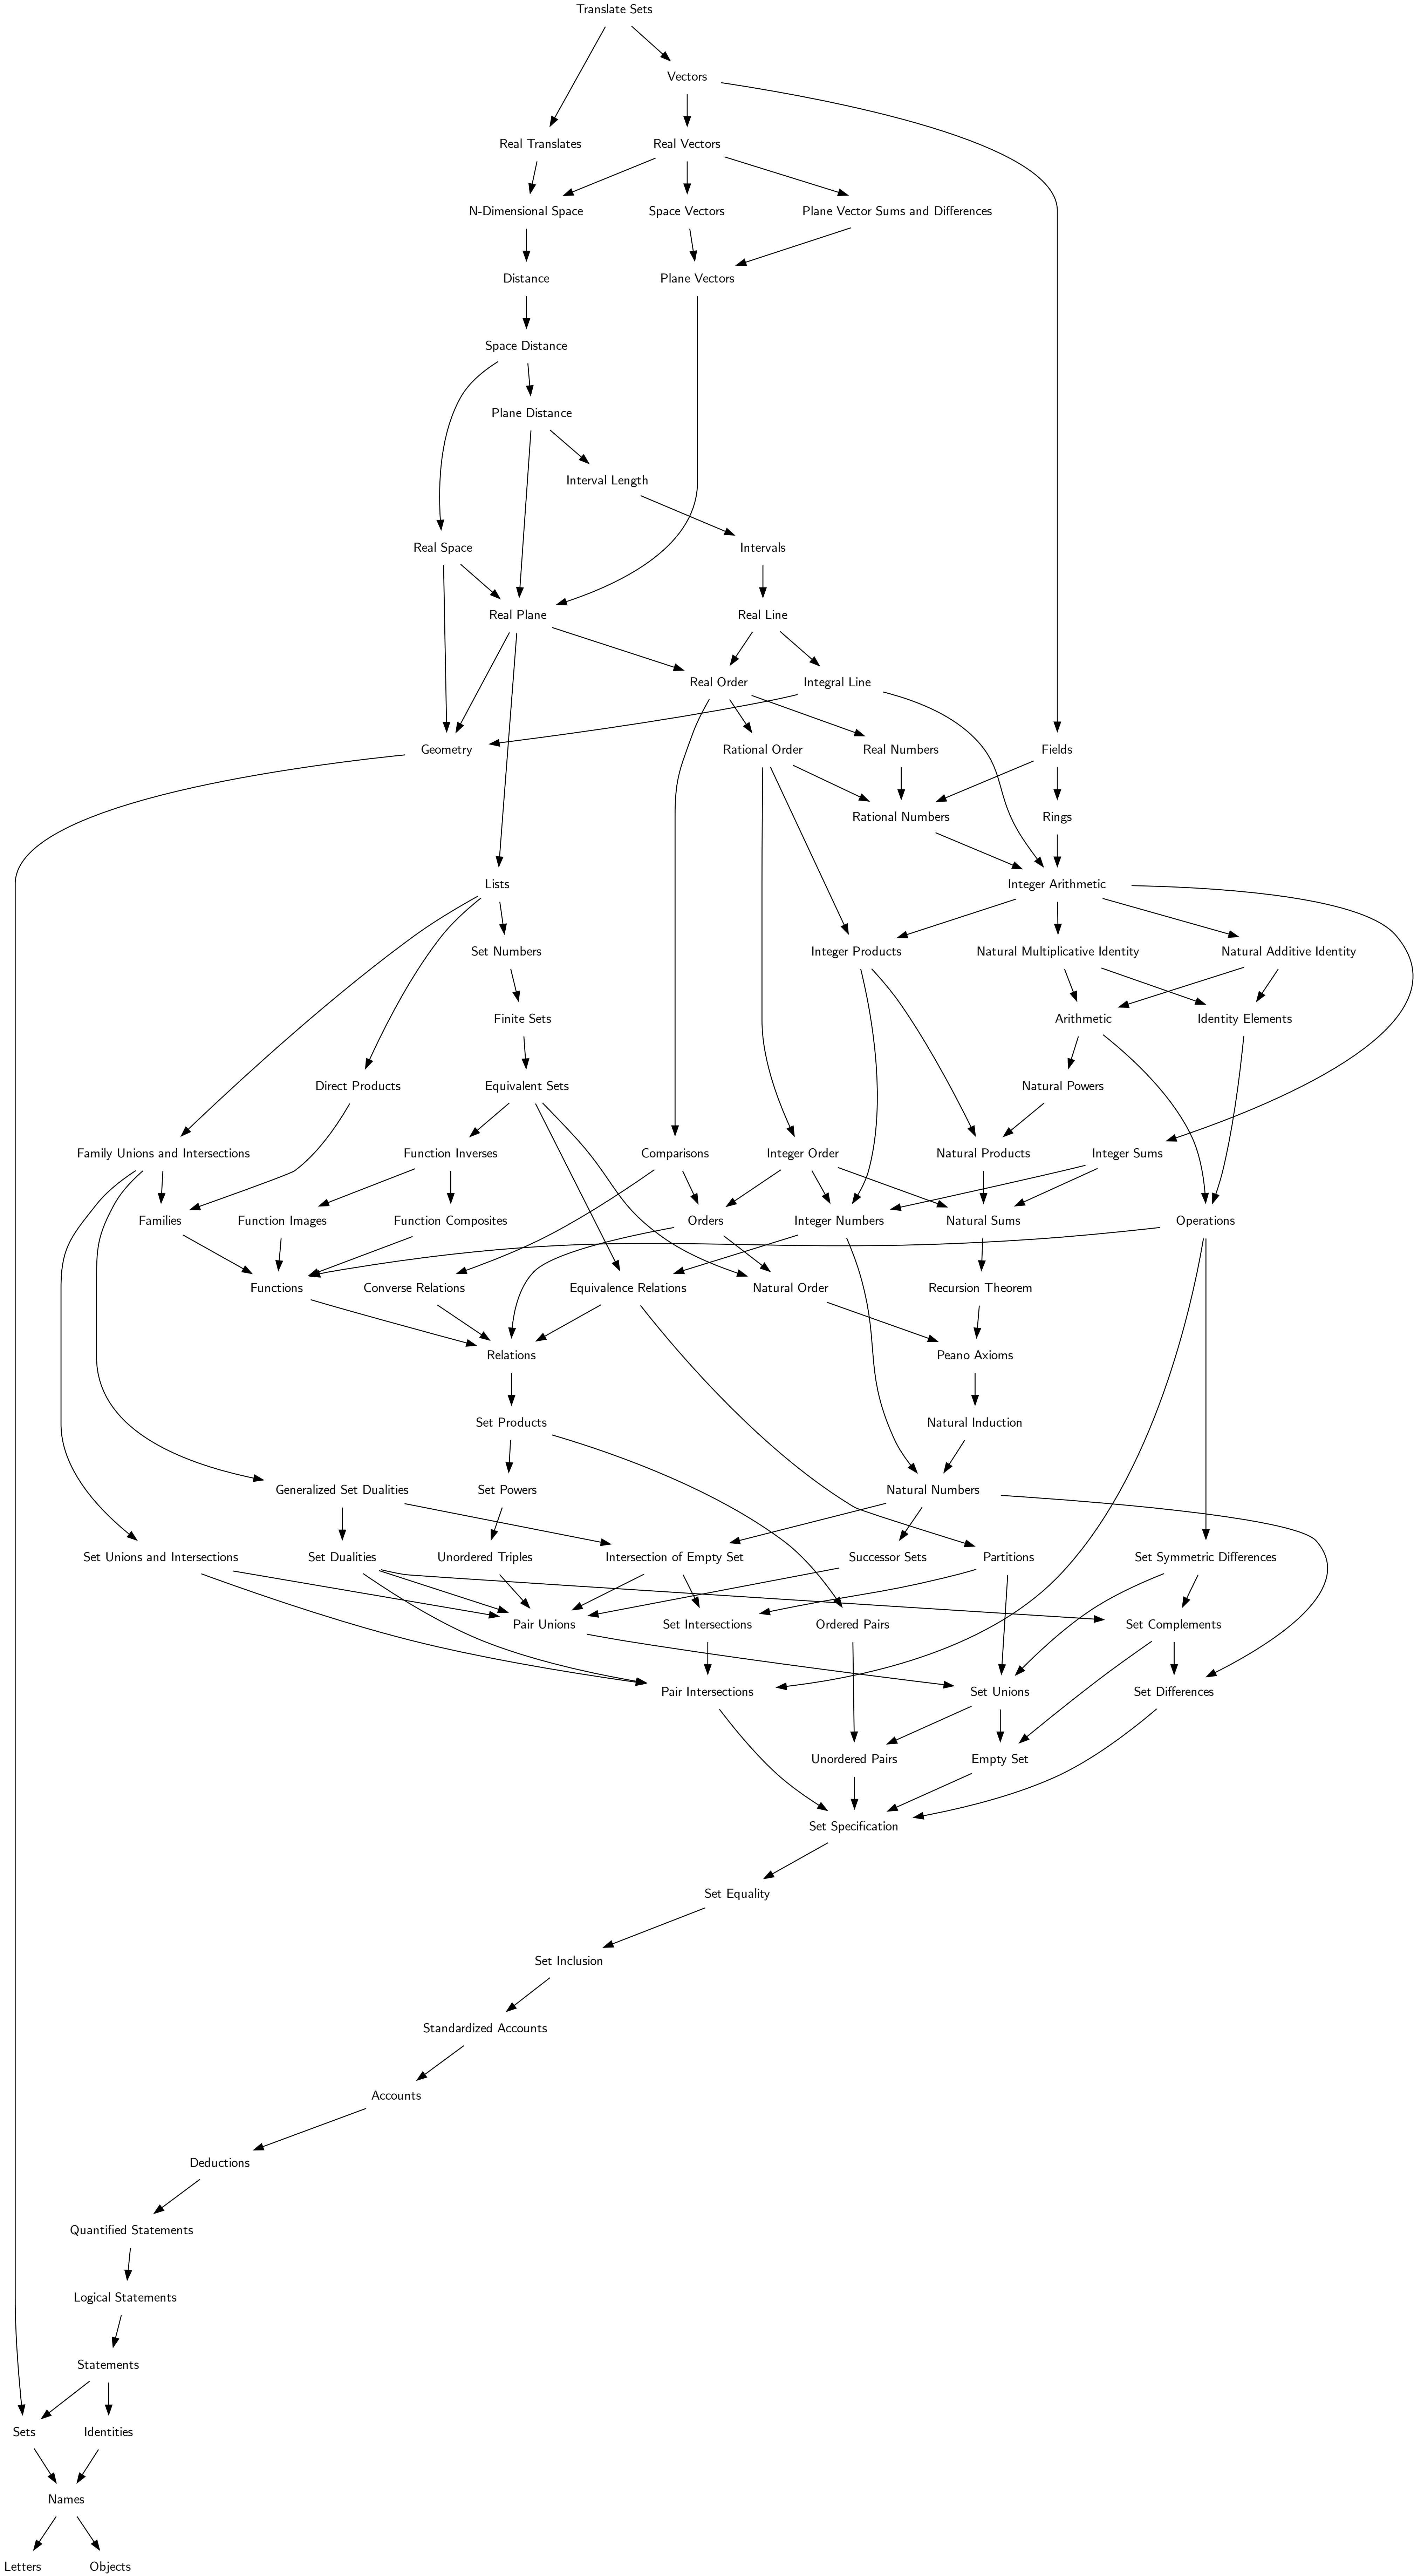 Translate Sets
Vectors
Real Translates
Real Vectors
N-Dimensional Space
Space Vectors
Plane Vector Sums and Differences
Distance
Plane Vectors
Space Distance
Plane Distance
Interval Length
Real Space
Intervals
Real Plane
Real Line
Real Order
Integral Line
Geometry
Rational Order
Real Numbers
Fields
Rational Numbers
Rings
Lists
Integer Arithmetic
Set Numbers
Integer Products
Natural Multiplicative Identity
Natural Additive Identity
Finite Sets
Arithmetic
Identity Elements
Direct Products
Equivalent Sets
Natural Powers
Family Unions and Intersections
Function Inverses
Comparisons
Integer Order
Natural Products
Integer Sums
Families
Function Images
Function Composites
Orders
Integer Numbers
Natural Sums
Operations
Functions
Converse Relations
Equivalence Relations
Natural Order
Recursion Theorem
Relations
Peano Axioms
Set Products
Natural Induction
Generalized Set Dualities
Set Powers
Natural Numbers
Set Unions and Intersections
Set Dualities
Unordered Triples
Intersection of Empty Set
Successor Sets
Partitions
Set Symmetric Differences
Pair Unions
Set Intersections
Ordered Pairs
Set Complements
Pair Intersections
Set Unions
Set Differences
Unordered Pairs
Empty Set
Set Specification
Set Equality
Set Inclusion
Standardized Accounts
Accounts
Deductions
Quantified Statements
Logical Statements
Statements
Sets
Identities
Names
Letters
Objects